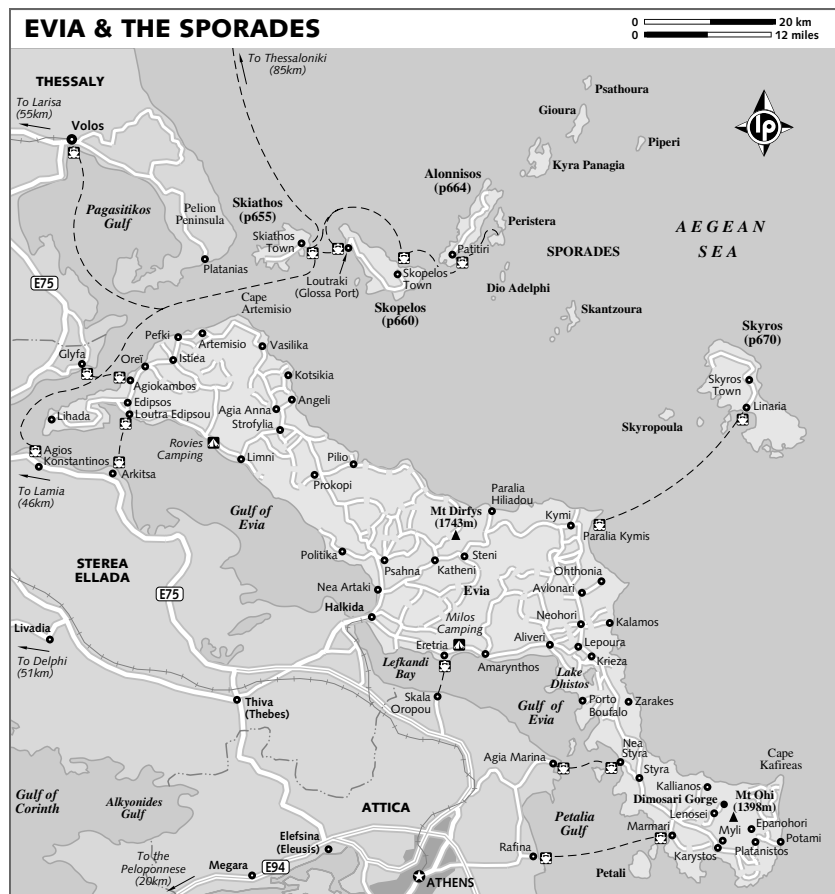 EVIA & THE SPORADES
0 20 km
0 12 miles
To Thessaloniki
(85km)
THESSALY
To Larisa
(55km)
Volos
Psathoura
Gioura
Piperi
Kyra Panagia
Alonnisos
(p664)
Skiathos
(p655)
Pelion
Peninsula
Pagasitikos
Gulf
Peristera
AEGEAN
SEA
Skiathos
Town
Patitiri
SPORADES
Platanias
Loutraki
(Glossa Port)
Skopelos
Town
Dio Adelphi
E75
Cape
Artemisio
Skopelos
(p660)
Skantzoura
Skyros
(p670)
Pefki
Artemisio
Vasilika
Glyfa
Oreï
Istiea
Agiokambos
Kotsikia
Skyros
Town
Edipsos
Angeli
Linaria
Lihada
Loutra Edipsou
Agia Anna
Strofylia
Skyropoula
Rovies
Camping
Agios
Konstantinos
Limni
Pilio
Arkitsa
Prokopi
To Lamia
(46km)
Paralia
Hiliadou
Gulf of
Evia
Mt Dirfys
(1743m)
Kymi
Paralia Kymis
Politika
Steni
Psahna
Katheni
STEREA
ELLADA
Ohthonia
Nea Artaki
Evia
Avlonari
E75
Halkida
Milos
Camping
Neohori
Kalamos
Livadia
Eretria
Aliveri
Lepoura
To Delphi
(51km)
Lefkandi
Bay
Amarynthos
Krieza
Lake
Dhistos
Thiva
(Thebes)
Skala
Oropou
Gulf of
Evia
Porto
Boufalo
Zarakes
Nea
Styra
Agia Marina
Cape
Kafireas
Styra
Gulf of
Corinth
Alkyonides
Gulf
Kallianos
Dimosari Gorge
Mt Ohi
(1398m)
ATTICA
Petalia
Gulf
Lenosei
Epanohori
Marmari
Myli
Potami
Elefsina
(Eleusis)
Rafina
Karystos
Platanistos
To the
Peloponnese
(20km)
Megara
E94
Petali
ATHENS
lp